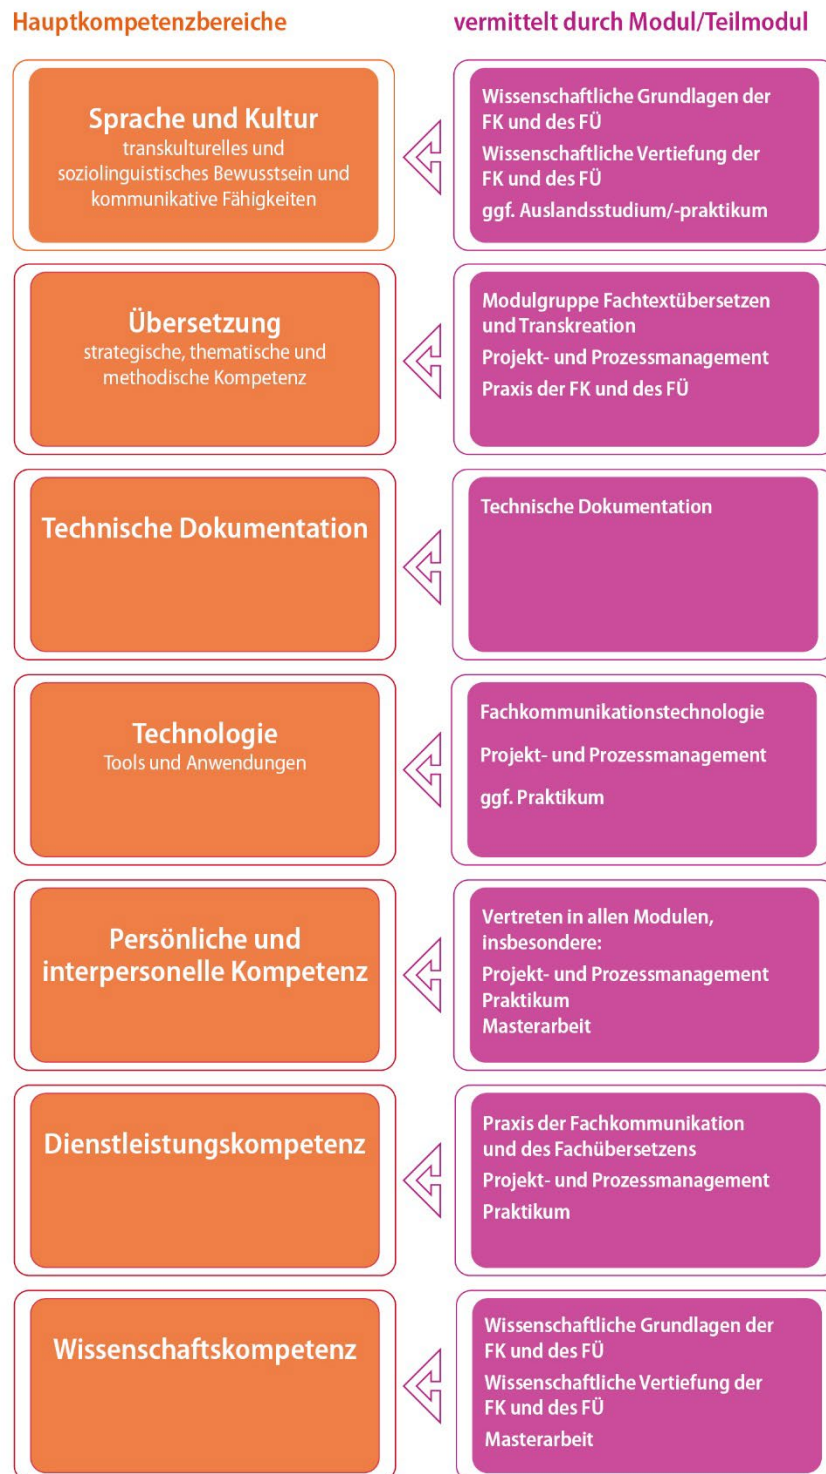 Hauptkompetenzbereiche
vermittelt durch Modul/Teilmodul
Sprache und Kultur
transkulturelles und
soziolinguistisches Bewusstsein und
kommunikative Fähigkeiten
Wissenschaftliche Grundlagen der
FK und des FÜ
Wissenschaftliche Vertiefung der
FK und des FÜ
ggf. Auslandsstudium/-praktikum
Übersetzung
strategische, thematische und
methodische Kompetenz
Modulgruppe Fachtextübersetzen
und Transkreation
Projekt- und Prozessmanagement
Praxis der FK und des FÜ
Technische Dokumentation
Technische Dokumentation
Technologie
Tools und Anwendungen
Fachkommunikationstechnologie
Projekt- und Prozessmanagement
ggf. Praktikum
Persönliche und
interpersonelle Kompetenz
Vertreten in allen Modulen,
insbesondere:
Projekt- und Prozessmanagement
Praktikum
Masterarbeit
Dienstleistungskompetenz
Praxis der Fachkommunikation
und des Fachübersetzens
Projekt- und Prozessmanagement
Praktikum
Wissenschaftskompetenz
Wissenschaftliche Grundlagen der
FK und des FÜ
Wissenschaftliche Vertiefung der
FK und des FÜ
Masterarbeit